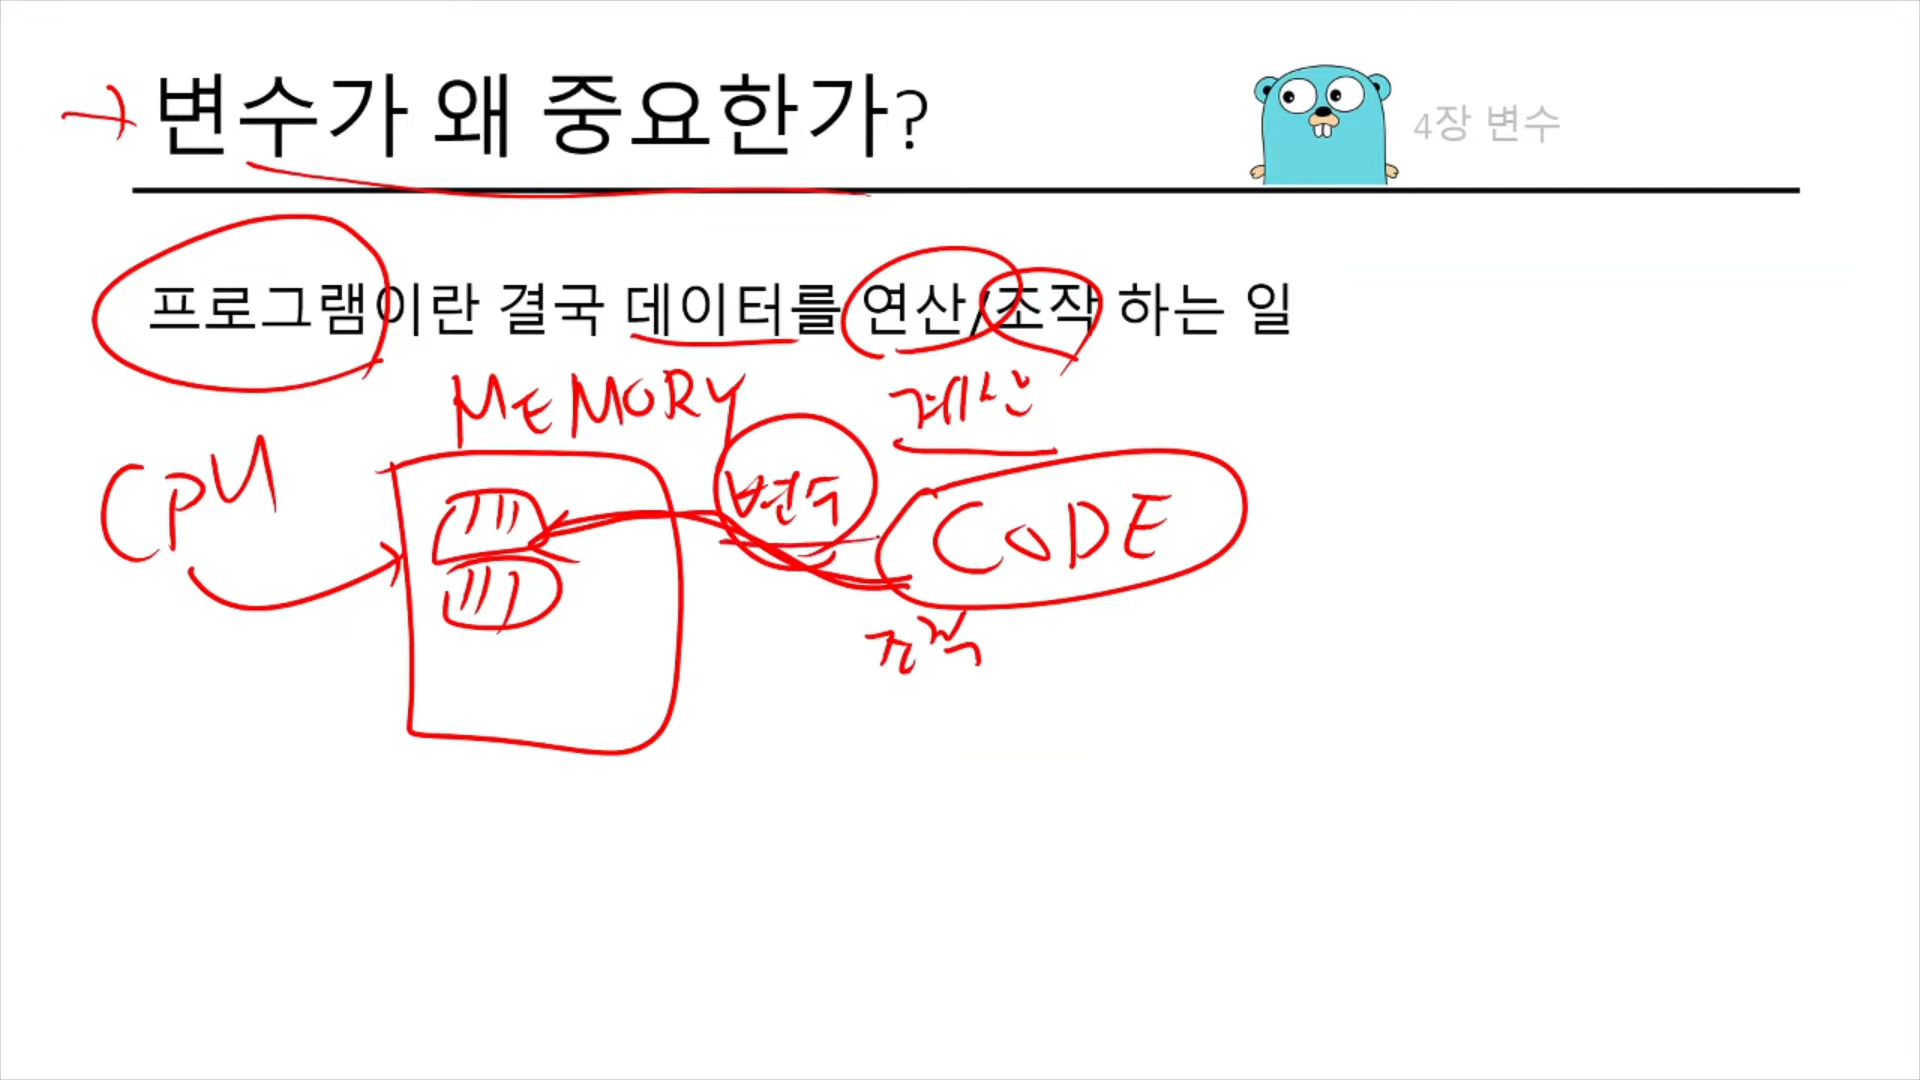 변수가 왜 중요한가?
4장 변수
프로그램이란 결국 데이터를 연산/조작 하는 일
MEMORY
계산
CPU
변수
CODE
조작